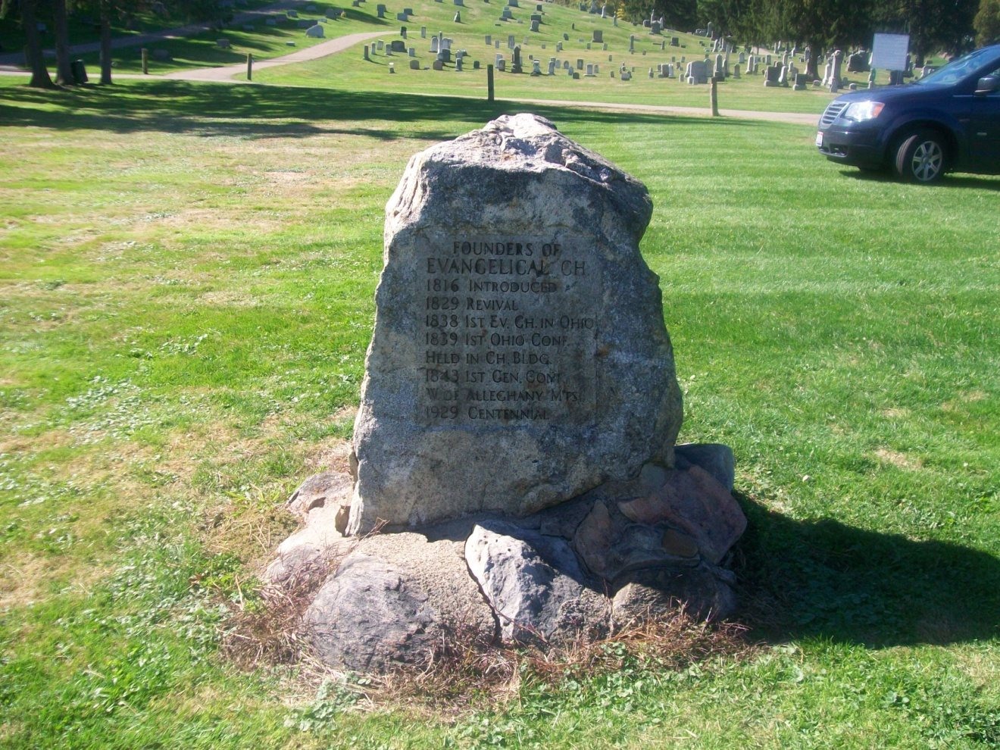 FOUNDERS OF
EVANGELICAL CH.
1816 INTRODUCED
1829 REVIVAL
1838 1ST EV. CH. IN OHIO
1839 1ST OHIO CONF.
HELD IN CH. BLDG.
1843 1ST GEN. CONF.
W. OF ALLEGHANY MTS.
1929 CENTENNIAL